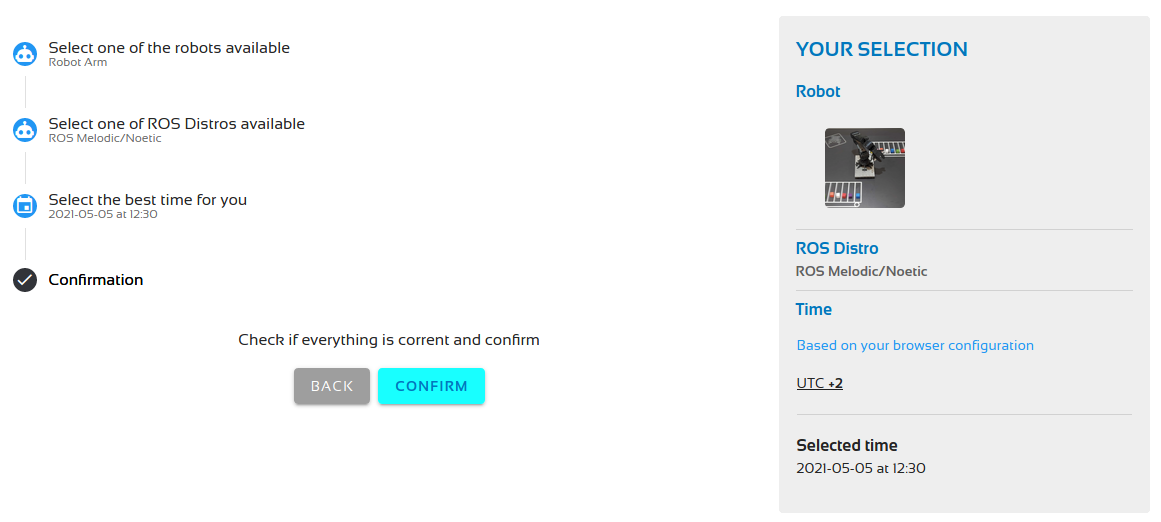 Select one of the robots available
Robot Arm
Select one of ROS Distros available
ROS Melodic/Noetic
Select the best time for you
2021-05-05 at 12:30
Confirmation
Check if everything is corrent and confirm
BACK
CONFIRM
YOUR SELECTION
Robot
ROS Distro
ROS Melodic/Noetic
Time
Based on your browser configuration
UTC +2
Selected time
2021-05-05 at 12:30